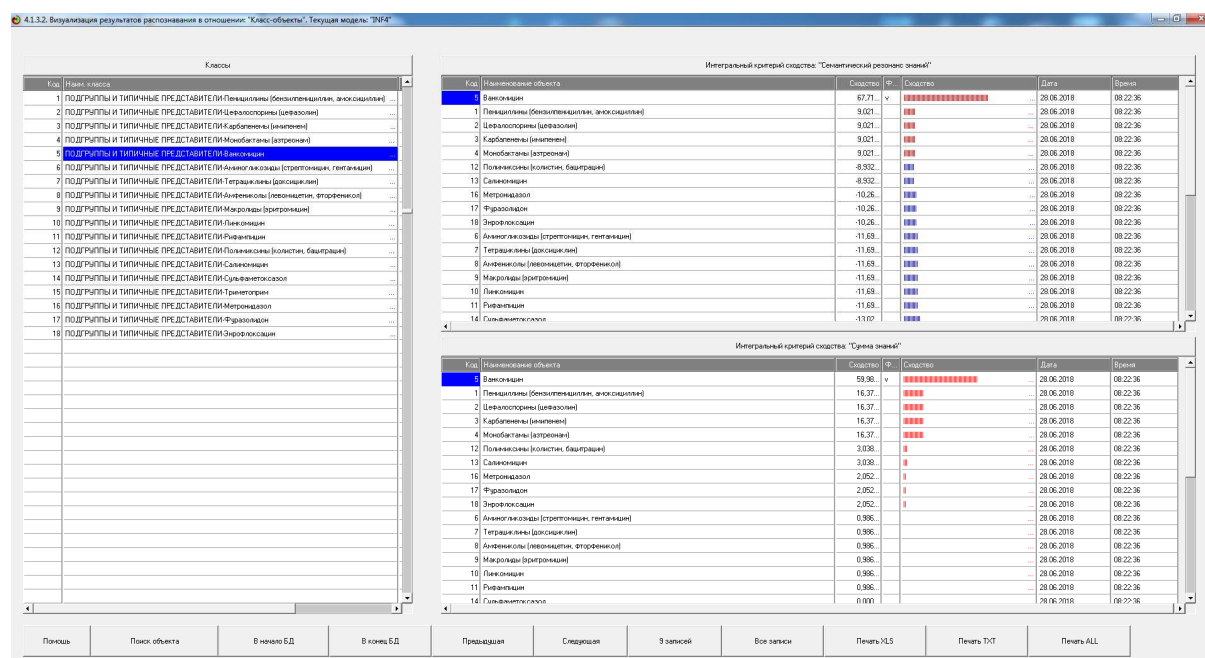 4.1.3.2. Визуализация результатов распознавания в отношении: "Класс-объекты". Текущая модель: "INF4"
Классы
Код Наим. класса
1 ПОДГРУППЫ И ТИПИЧНЫЕ ПРЕДСТАВИТЕЛИ-Пенициллины (бензилпенициллин, амоксициллин) ...
2 ПОДГРУППЫ И ТИПИЧНЫЕ ПРЕДСТАВИТЕЛИ-Цефалоспорины (цефазолин) ...
3 ПОДГРУППЫ И ТИПИЧНЫЕ ПРЕДСТАВИТЕЛИ-Карбапенемы (имипенем) ...
4 ПОДГРУППЫ И ТИПИЧНЫЕ ПРЕДСТАВИТЕЛИ-Монобактамы (азтреонам) ...
5 ПОДГРУППЫ И ТИПИЧНЫЕ ПРЕДСТАВИТЕЛИ-Ванкомицин ...
6 ПОДГРУППЫ И ТИПИЧНЫЕ ПРЕДСТАВИТЕЛИ-Аминогликозиды (стрептомицин, гентамицин) ...
7 ПОДГРУППЫ И ТИПИЧНЫЕ ПРЕДСТАВИТЕЛИ-Тетрациклины (доксициклин) ...
8 ПОДГРУППЫ И ТИПИЧНЫЕ ПРЕДСТАВИТЕЛИ-Амфениколы (левомицетин, фторфеникол) ...
9 ПОДГРУППЫ И ТИПИЧНЫЕ ПРЕДСТАВИТЕЛИ-Макролиды (эритромицин) ...
10 ПОДГРУППЫ И ТИПИЧНЫЕ ПРЕДСТАВИТЕЛИ-Линкомицин ...
11 ПОДГРУППЫ И ТИПИЧНЫЕ ПРЕДСТАВИТЕЛИ-Рифампицин ...
12 ПОДГРУППЫ И ТИПИЧНЫЕ ПРЕДСТАВИТЕЛИ-Полимиксины (колистин, бацитрацин) ...
13 ПОДГРУППЫ И ТИПИЧНЫЕ ПРЕДСТАВИТЕЛИ-Салиномицин ...
14 ПОДГРУППЫ И ТИПИЧНЫЕ ПРЕДСТАВИТЕЛИ-Сульфаметоксазол ...
15 ПОДГРУППЫ И ТИПИЧНЫЕ ПРЕДСТАВИТЕЛИ-Триметоприм ...
16 ПОДГРУППЫ И ТИПИЧНЫЕ ПРЕДСТАВИТЕЛИ-Метронидазол ...
17 ПОДГРУППЫ И ТИПИЧНЫЕ ПРЕДСТАВИТЕЛИ-Фуразолидон ...
18 ПОДГРУППЫ И ТИПИЧНЫЕ ПРЕДСТАВИТЕЛИ-Энрофлоксацин ...
Интегральный критерий сходства: "Семантический резонанс знаний"
Код Наименование объекта Сходство Ф... Сходство Дата Время
5 Ванкомицин 67,71... v ... 28.06.2018 08:22:36
1 Пенициллины (бензилпенициллин, амоксициллин) 9,021... ... 28.06.2018 08:22:36
2 Цефалоспорины (цефазолин) 9,021... ... 28.06.2018 08:22:36
3 Карбапенемы (имипенем) 9,021... ... 28.06.2018 08:22:36
4 Монобактамы (азтреонам) 9,021... ... 28.06.2018 08:22:36
12 Полимиксины (колистин, бацитрацин) -8,932... ... 28.06.2018 08:22:36
13 Салиномицин -8,932... ... 28.06.2018 08:22:36
16 Метронидазол -10,26... ... 28.06.2018 08:22:36
17 Фуразолидон -10,26... ... 28.06.2018 08:22:36
18 Энрофлоксацин -10,26... ... 28.06.2018 08:22:36
6 Аминогликозиды (стрептомицин, гентамицин) -11,69... ... 28.06.2018 08:22:36
7 Тетрациклины (доксициклин) -11,69... ... 28.06.2018 08:22:36
8 Амфениколы (левомицетин, фторфеникол) -11,69... ... 28.06.2018 08:22:36
9 Макролиды (эритромицин) -11,69... ... 28.06.2018 08:22:36
10 Линкомицин -11,69... ... 28.06.2018 08:22:36
11 Рифампицин -11,69... ... 28.06.2018 08:22:36
14 Сульфаметоксазол -13,02... ... 28.06.2018 08:22:36
Интегральный критерий сходства: "Сумма знаний"
Код Наименование объекта Сходство Ф... Сходство Дата Время
5 Ванкомицин 59,98... v ... 28.06.2018 08:22:36
1 Пенициллины (бензилпенициллин, амоксициллин) 16,37... ... 28.06.2018 08:22:36
2 Цефалоспорины (цефазолин) 16,37... ... 28.06.2018 08:22:36
3 Карбапенемы (имипенем) 16,37... ... 28.06.2018 08:22:36
4 Монобактамы (азтреонам) 16,37... ... 28.06.2018 08:22:36
12 Полимиксины (колистин, бацитрацин) 3,038... ... 28.06.2018 08:22:36
13 Салиномицин 3,038... ... 28.06.2018 08:22:36
16 Метронидазол 2,052... ... 28.06.2018 08:22:36
17 Фуразолидон 2,052... ... 28.06.2018 08:22:36
18 Энрофлоксацин 2,052... ... 28.06.2018 08:22:36
6 Аминогликозиды (стрептомицин, гентамицин) 0,986... ... 28.06.2018 08:22:36
7 Тетрациклины (доксициклин) 0,986... ... 28.06.2018 08:22:36
8 Амфениколы (левомицетин, фторфеникол) 0,986... ... 28.06.2018 08:22:36
9 Макролиды (эритромицин) 0,986... ... 28.06.2018 08:22:36
10 Линкомицин 0,986... ... 28.06.2018 08:22:36
11 Рифампицин 0,986... ... 28.06.2018 08:22:36
14 Сульфаметоксазол 0,000 ... 28.06.2018 08:22:36
Помощь Поиск объекта В начало БД В конец БД Предыдущая Следующая 9 записей Все записи Печать XLS Печать TXT Печать ALL